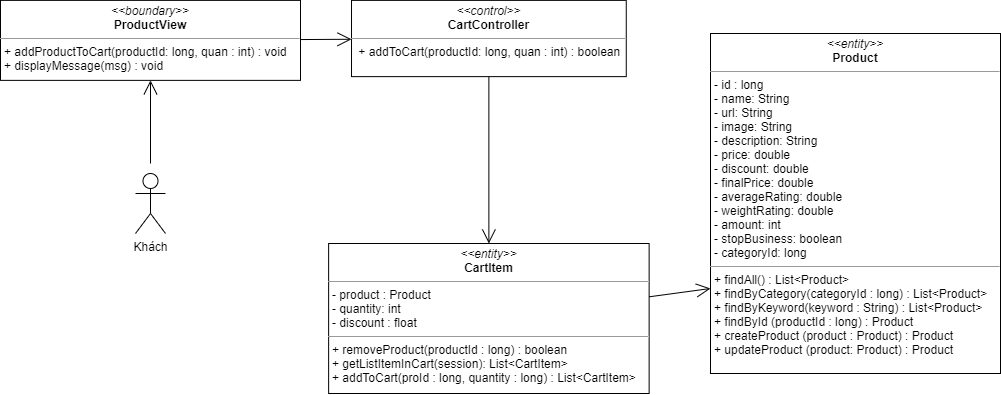 <<boundary>>
ProductView
+ addProductToCart(productId: long, quan : int) : void
+ displayMessage(msg) : void
<<control>>
CartController
+ addToCart(productId: long, quan : int) : boolean
<<entity>>
Product
- id : long
- name: String
- url: String
- image: String
- description: String
- price: double
- discount: double
- finalPrice: double
- averageRating: double
- weightRating: double
- amount: int
- stopBusiness: boolean
- categoryId: long
+ findAll() : List<Product>
+ findByCategory(categoryId : long) : List<Product>
+ findByKeyword(keyword : String) : List<Product>
+ findById (productId : long) : Product
+ createProduct (product : Product) : Product
+ updateProduct (product: Product) : Product
Khách
<<entity>>
CartItem
- product : Product
- quantity: int
- discount : float
+ removeProduct(productId : long) : boolean
+ getListItemInCart(session): List<CartItem>
+ addToCart(proId : long, quantity : long) : List<CartItem>